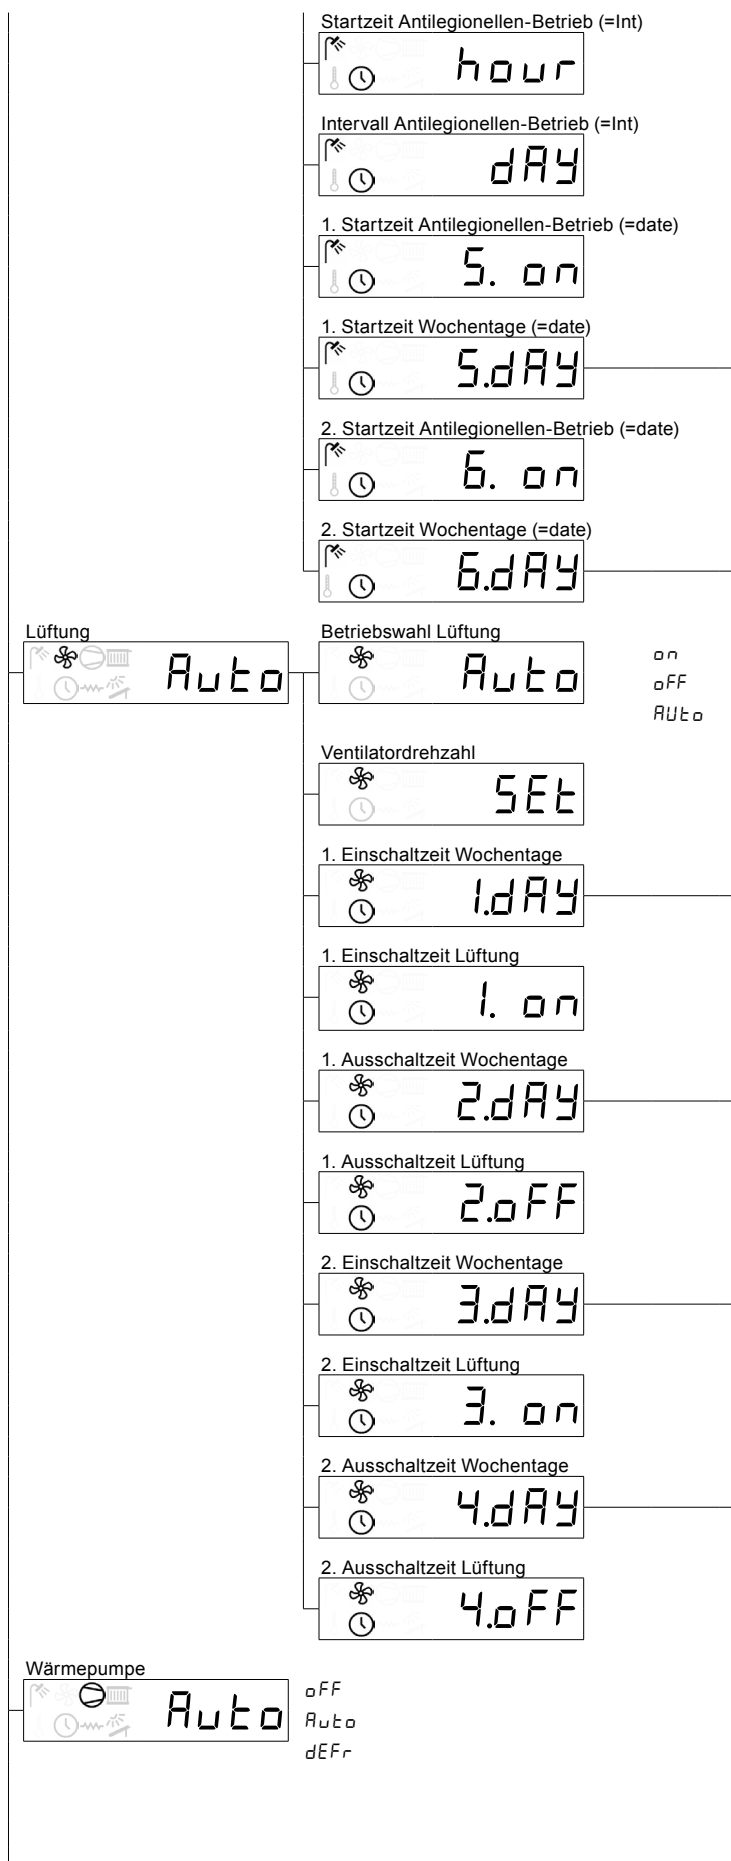 Startzeit Antilegionellen-Betrieb (=Int)
hour
Intervall Antilegionellen-Betrieb (=Int)
dAY
1. Startzeit Antilegionellen-Betrieb (=date)
5. on
1. Startzeit Wochentage (=date)
5.dAY
2. Startzeit Antilegionellen-Betrieb (=date)
6. on
2. Startzeit Wochentage (=date)
6.dAY
Lüftung
Auto
Betriebswahl Lüftung
Auto
on
oFF
AUto
Ventilatordrehzahl
SEt
1. Einschaltzeit Wochentage
1.dAY
1. Einschaltzeit Lüftung
1. on
1. Ausschaltzeit Wochentage
2.dAY
1. Ausschaltzeit Lüftung
2.oFF
2. Einschaltzeit Wochentage
3.dAY
2. Einschaltzeit Lüftung
3. on
2. Ausschaltzeit Wochentage
4.dAY
2. Ausschaltzeit Lüftung
4.oFF
Wärmepumpe
Auto
oFF
Auto
dEFr